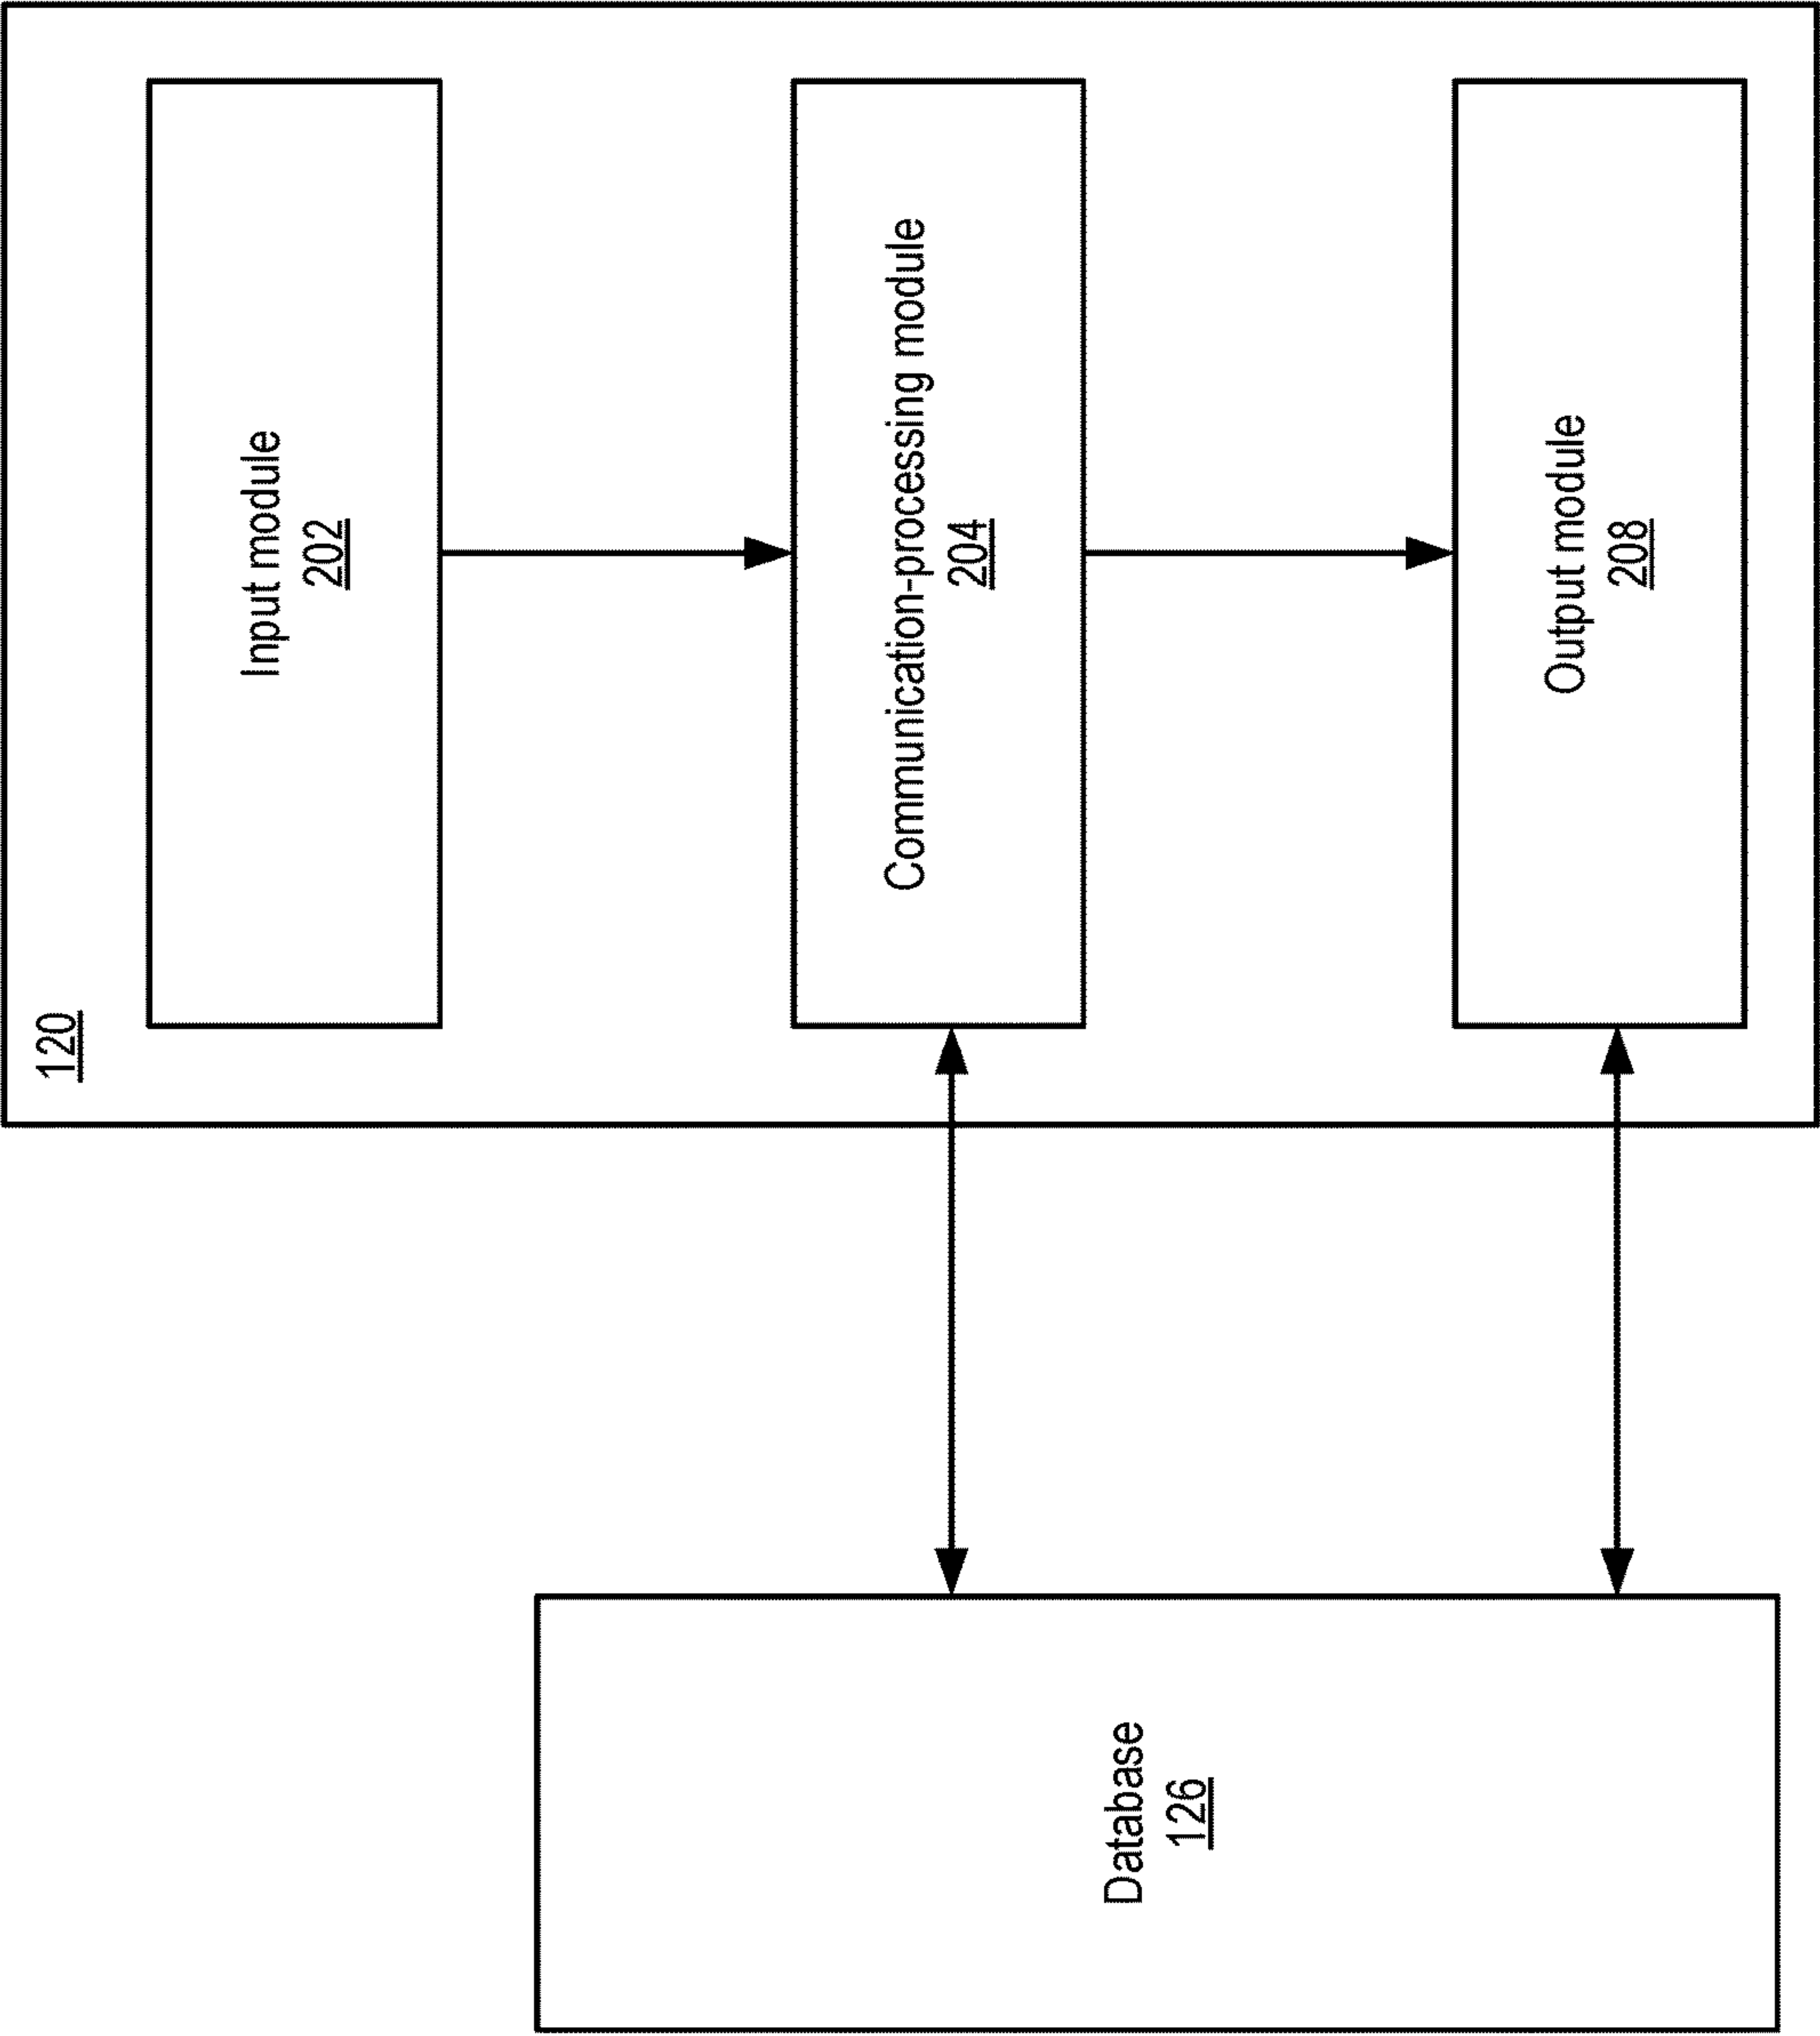 120
Input module
202
Communication-processing module
204
Output module
208
Database
126